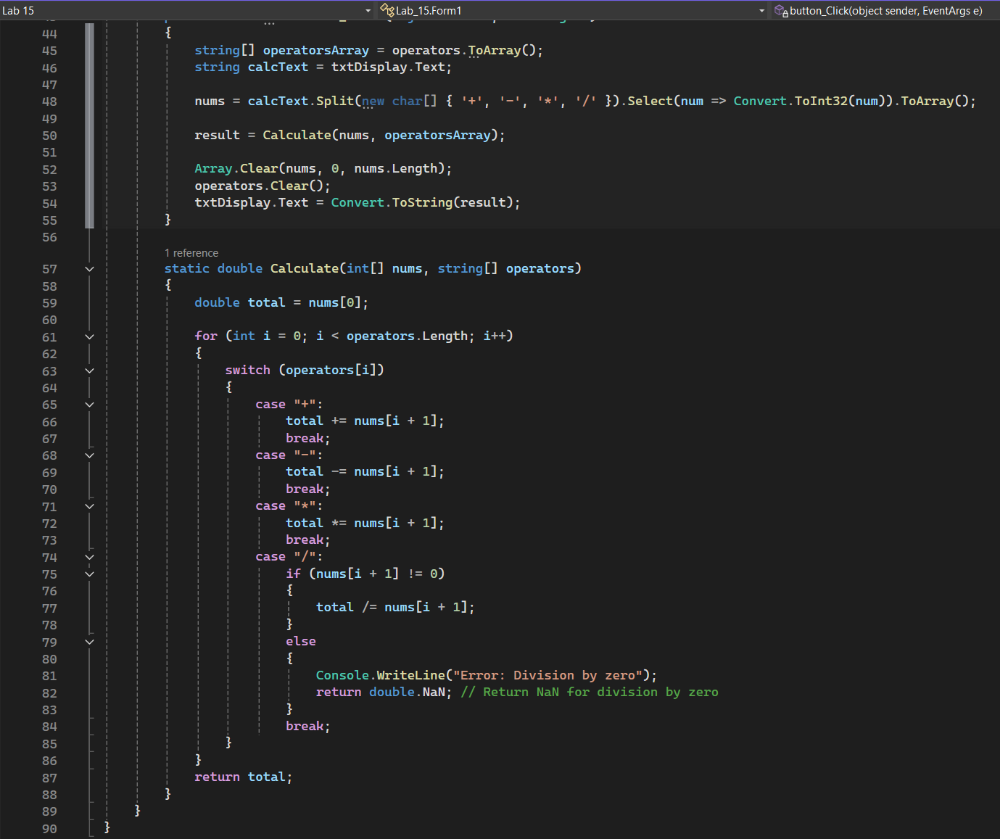 Lab 15 Lab_15.Form1 button_Click(object sender, EventArgs e)
44 {
45 string[] operatorsArray = operators.ToArray();
46 string calcText = txtDisplay.Text;
47
48 nums = calcText.Split(new char[] { '+', '-', '*', '/' }).Select(num => Convert.ToInt32(num)).ToArray();
49
50 result = Calculate(nums, operatorsArray);
51
52 Array.Clear(nums, 0, nums.Length);
53 operators.Clear();
54 txtDisplay.Text = Convert.ToString(result);
55 }
56
1 reference
57 static double Calculate(int[] nums, string[] operators)
58 {
59 double total = nums[0];
60
61 for (int i = 0; i < operators.Length; i++)
62 {
63 switch (operators[i])
64 {
65 case "+":
66 total += nums[i + 1];
67 break;
68 case "-":
69 total -= nums[i + 1];
70 break;
71 case "*":
72 total *= nums[i + 1];
73 break;
74 case "/":
75 if (nums[i + 1] != 0)
76 {
77 total /= nums[i + 1];
78 }
79 else
80 {
81 Console.WriteLine("Error: Division by zero");
82 return double.NaN; // Return NaN for division by zero
83 }
84 break;
85 }
86 }
87 return total;
88 }
89 }
90 }